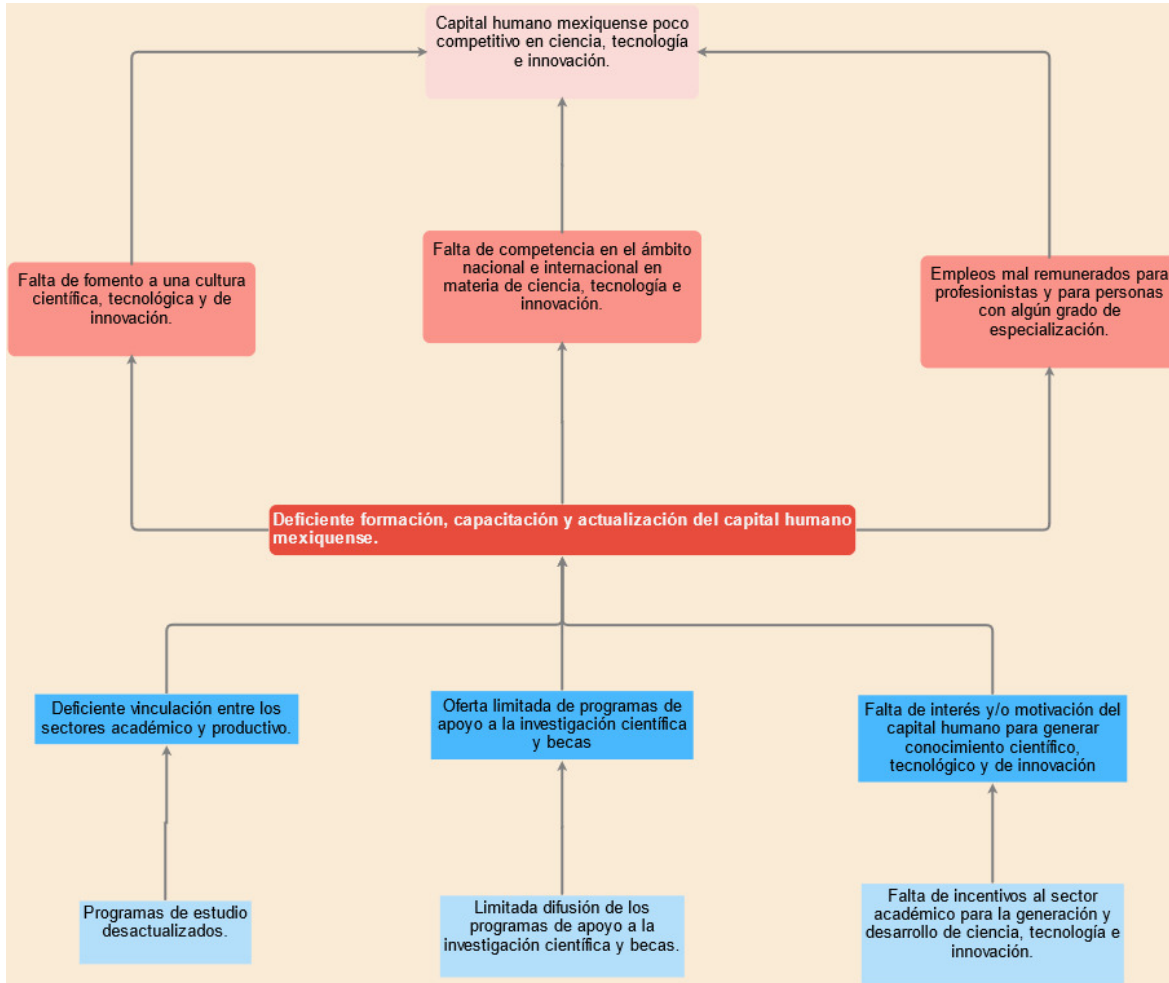 Capital humano mexiquense poco
competitivo en ciencia, tecnología
e innovación.
Falta de fomento a una cultura
científica, tecnológica y de
innovación.
Falta de competencia en el ámbito
nacional e internacional en
materia de ciencia, tecnología e
innovación.
Empleos mal remunerados para
profesionistas y para personas
con algún grado de
especialización.
Deficiente formación, capacitación y actualización del capital humano
mexiquense.
Deficiente vinculación entre los
sectores académico y productivo.
Oferta limitada de programas de
apoyo a la investigación científica
y becas
Falta de interés y/o motivación del
capital humano para generar
conocimiento científico,
tecnológico y de innovación
Programas de estudio
desactualizados.
Limitada difusión de los
programas de apoyo a la
investigación científica y becas.
Falta de incentivos al sector
académico para la generación y
desarrollo de ciencia, tecnología e
innovación.